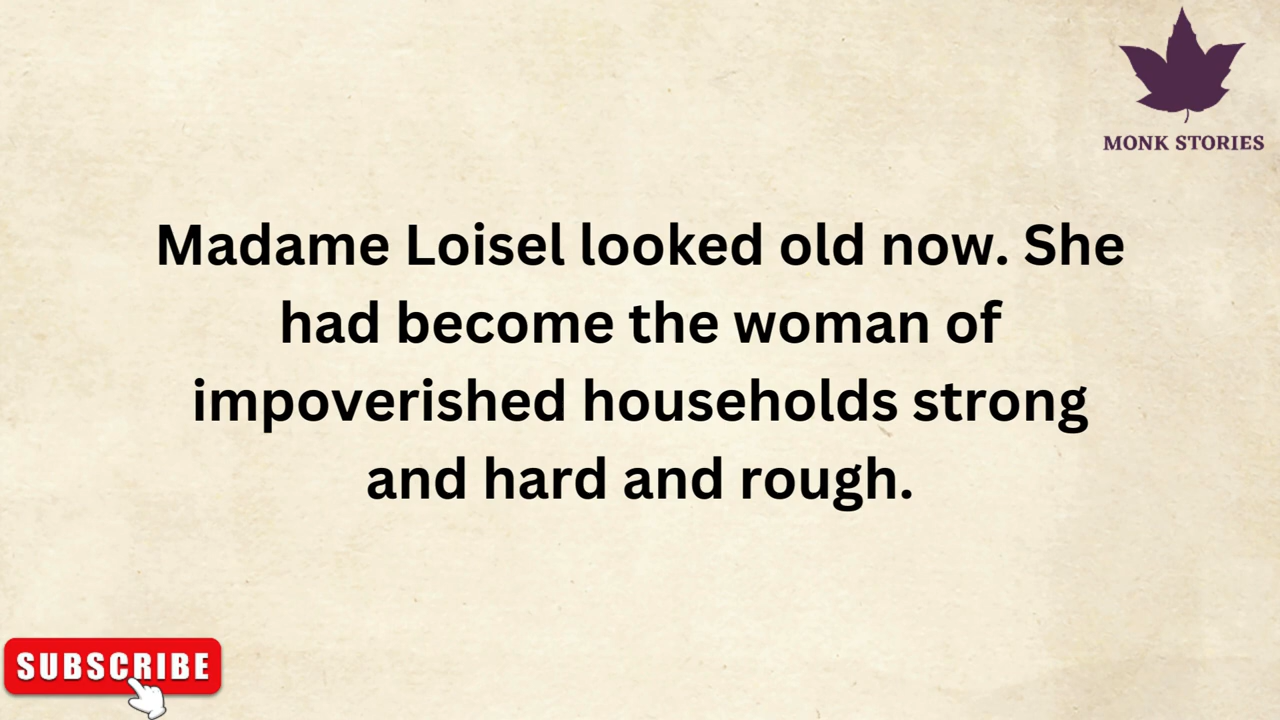 MONK STORIES
Madame Loisel looked old now. She
had become the woman of
impoverished households strong
and hard and rough.
SUBSCRIBE